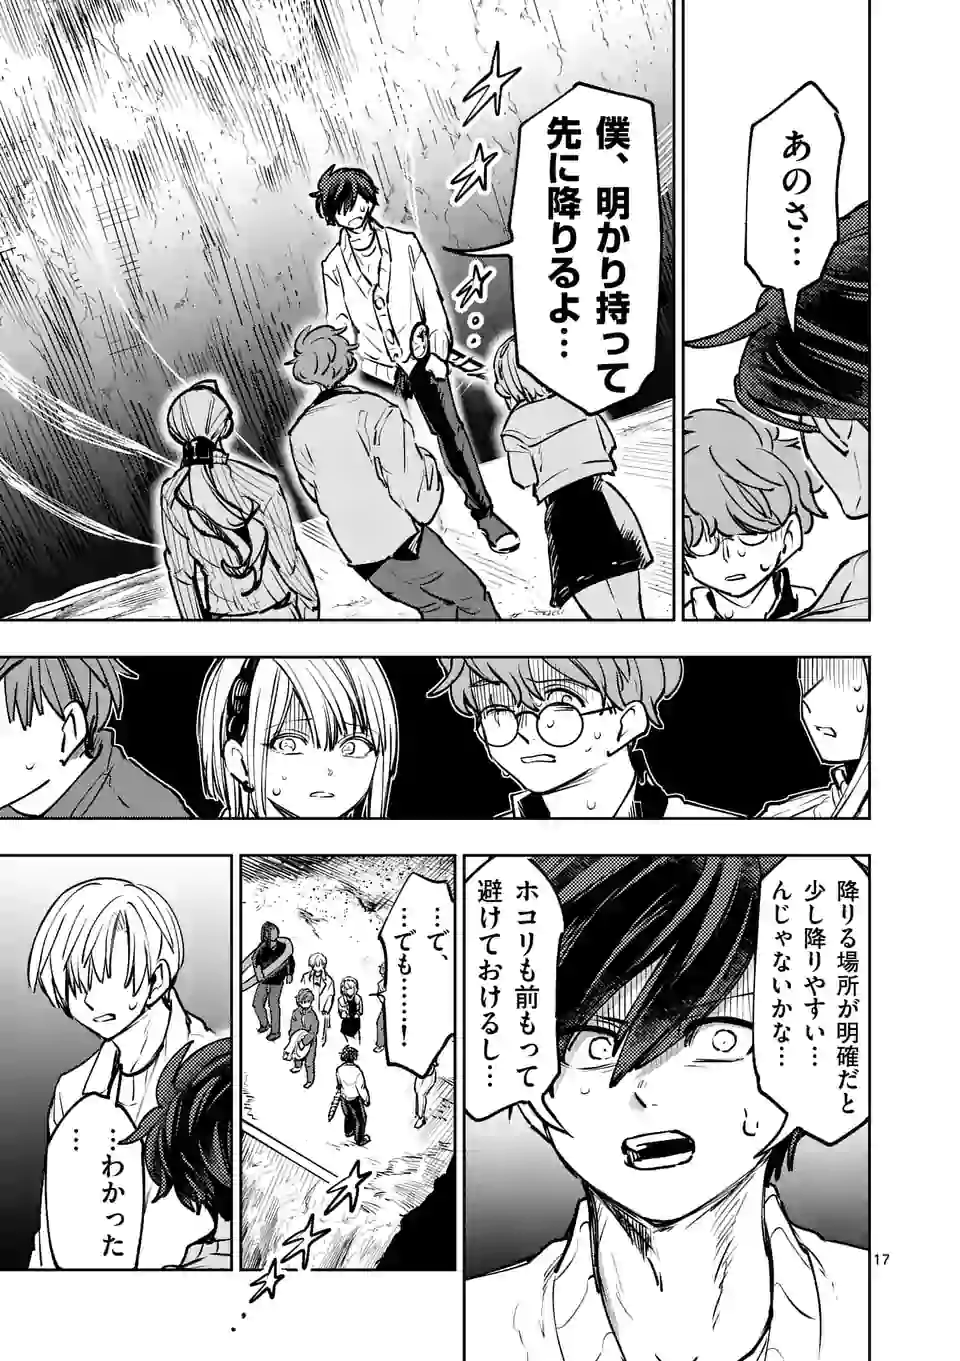 あのさ…
僕、明かり持って
先に降りるよ…
降りる場所が明確だと
少し降りやすい…
んじゃないかな…
ホコリも前もって
避けておけるし…
…で、
…でも……！
…わかった
…
17